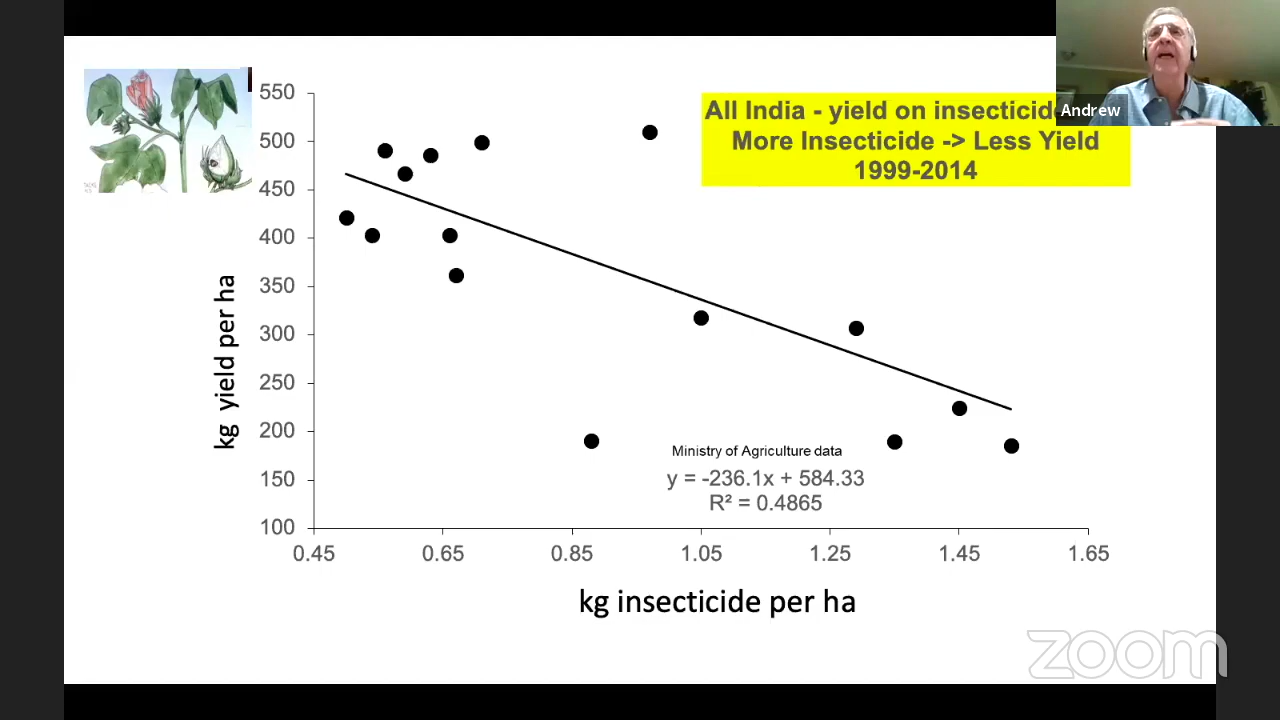 All India - yield on insecticide
More Insecticide -> Less Yield
1999-2014
Andrew
550
500
450
400
350
300
250
200
150
100
kg yield per ha
Ministry of Agriculture data
y = -236.1x + 584.33
R² = 0.4865
0.45 0.65 0.85 1.05 1.25 1.45 1.65
kg insecticide per ha
zoom